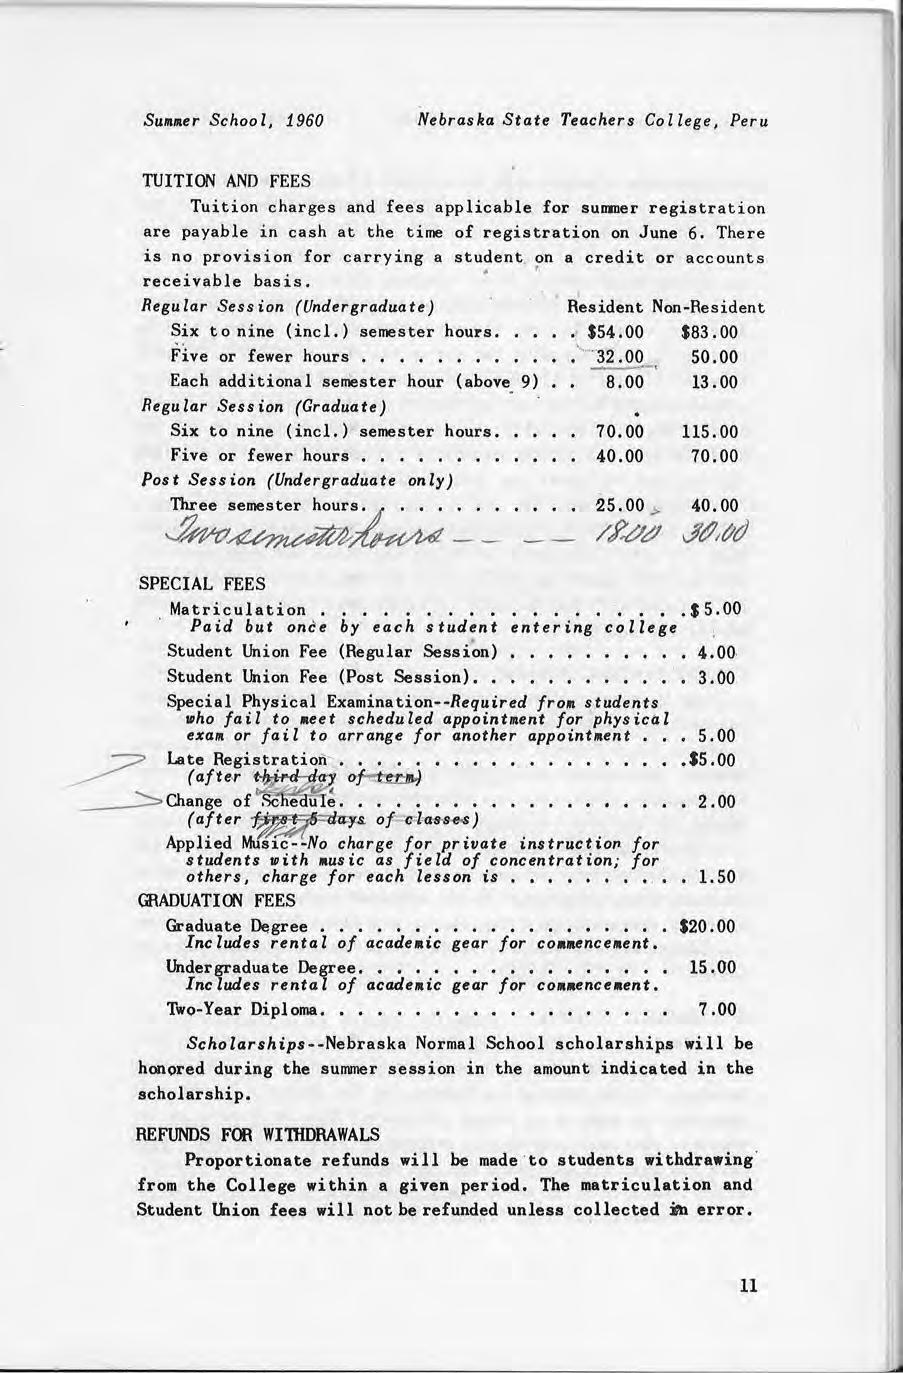 Summer School, 1960 Nebraska State Teachers College, Peru
TUITION AND FEES
Tuition charges and fees applicable for summer registration
are payable in cash at the time of registration on June 6. There
is no provision for carrying a student on a credit or accounts
receivable basis.
Regular Session (Undergraduate) Resident Non-Resident
Six to nine (incl.) semester hours. . . . . $54.00 $83.00
Five or fewer hours . . . . . . . . . . . . 32.00 50.00
Each additional semester hour (above 9) . . 8.00 13.00
Regular Session (Graduate)
Six to nine (incl.) semester hours. . . . . 70.00 115.00
Five or fewer hours . . . . . . . . . . . . 40.00 70.00
Post Session (Undergraduate only)
Three semester hours. . . . . . . . . . . . 25.00 40.00
Two semester hours -- -- 18.00 30.00
SPECIAL FEES
Matriculation . . . . . . . . . . . . . . . . . . $5.00
Paid but once by each student entering college
Student Union Fee (Regular Session) . . . . . . . . . . 4.00
Student Union Fee (Post Session). . . . . . . . . . . . 3.00
Special Physical Examination--Required from students
who fail to meet scheduled appointment for physical
exam or fail to arrange for another appointment . . . 5.00
Late Registration . . . . . . . . . . . . . . . . . $5.00
(after third day of term)
Change of Schedule. . . . . . . . . . . . . . . . . . . 2.00
(after first 5 days of classes)
Applied Music--No charge for private instruction for
students with music as field of concentration; for
others, charge for each lesson is . . . . . . . . . . 1.50
GRADUATION FEES
Graduate Degree . . . . . . . . . . . . . . . . . . . $20.00
Includes rental of academic gear for commencement.
Undergraduate Degree. . . . . . . . . . . . . . . . . 15.00
Includes rental of academic gear for commencement.
Two-Year Diploma. . . . . . . . . . . . . . . . . . . 7.00
Scholarships--Nebraska Normal School scholarships will be
honored during the summer session in the amount indicated in the
scholarship.
REFUNDS FOR WITHDRAWALS
Proportionate refunds will be made to students withdrawing
from the College within a given period. The matriculation and
Student Union fees will not be refunded unless collected in error.
11